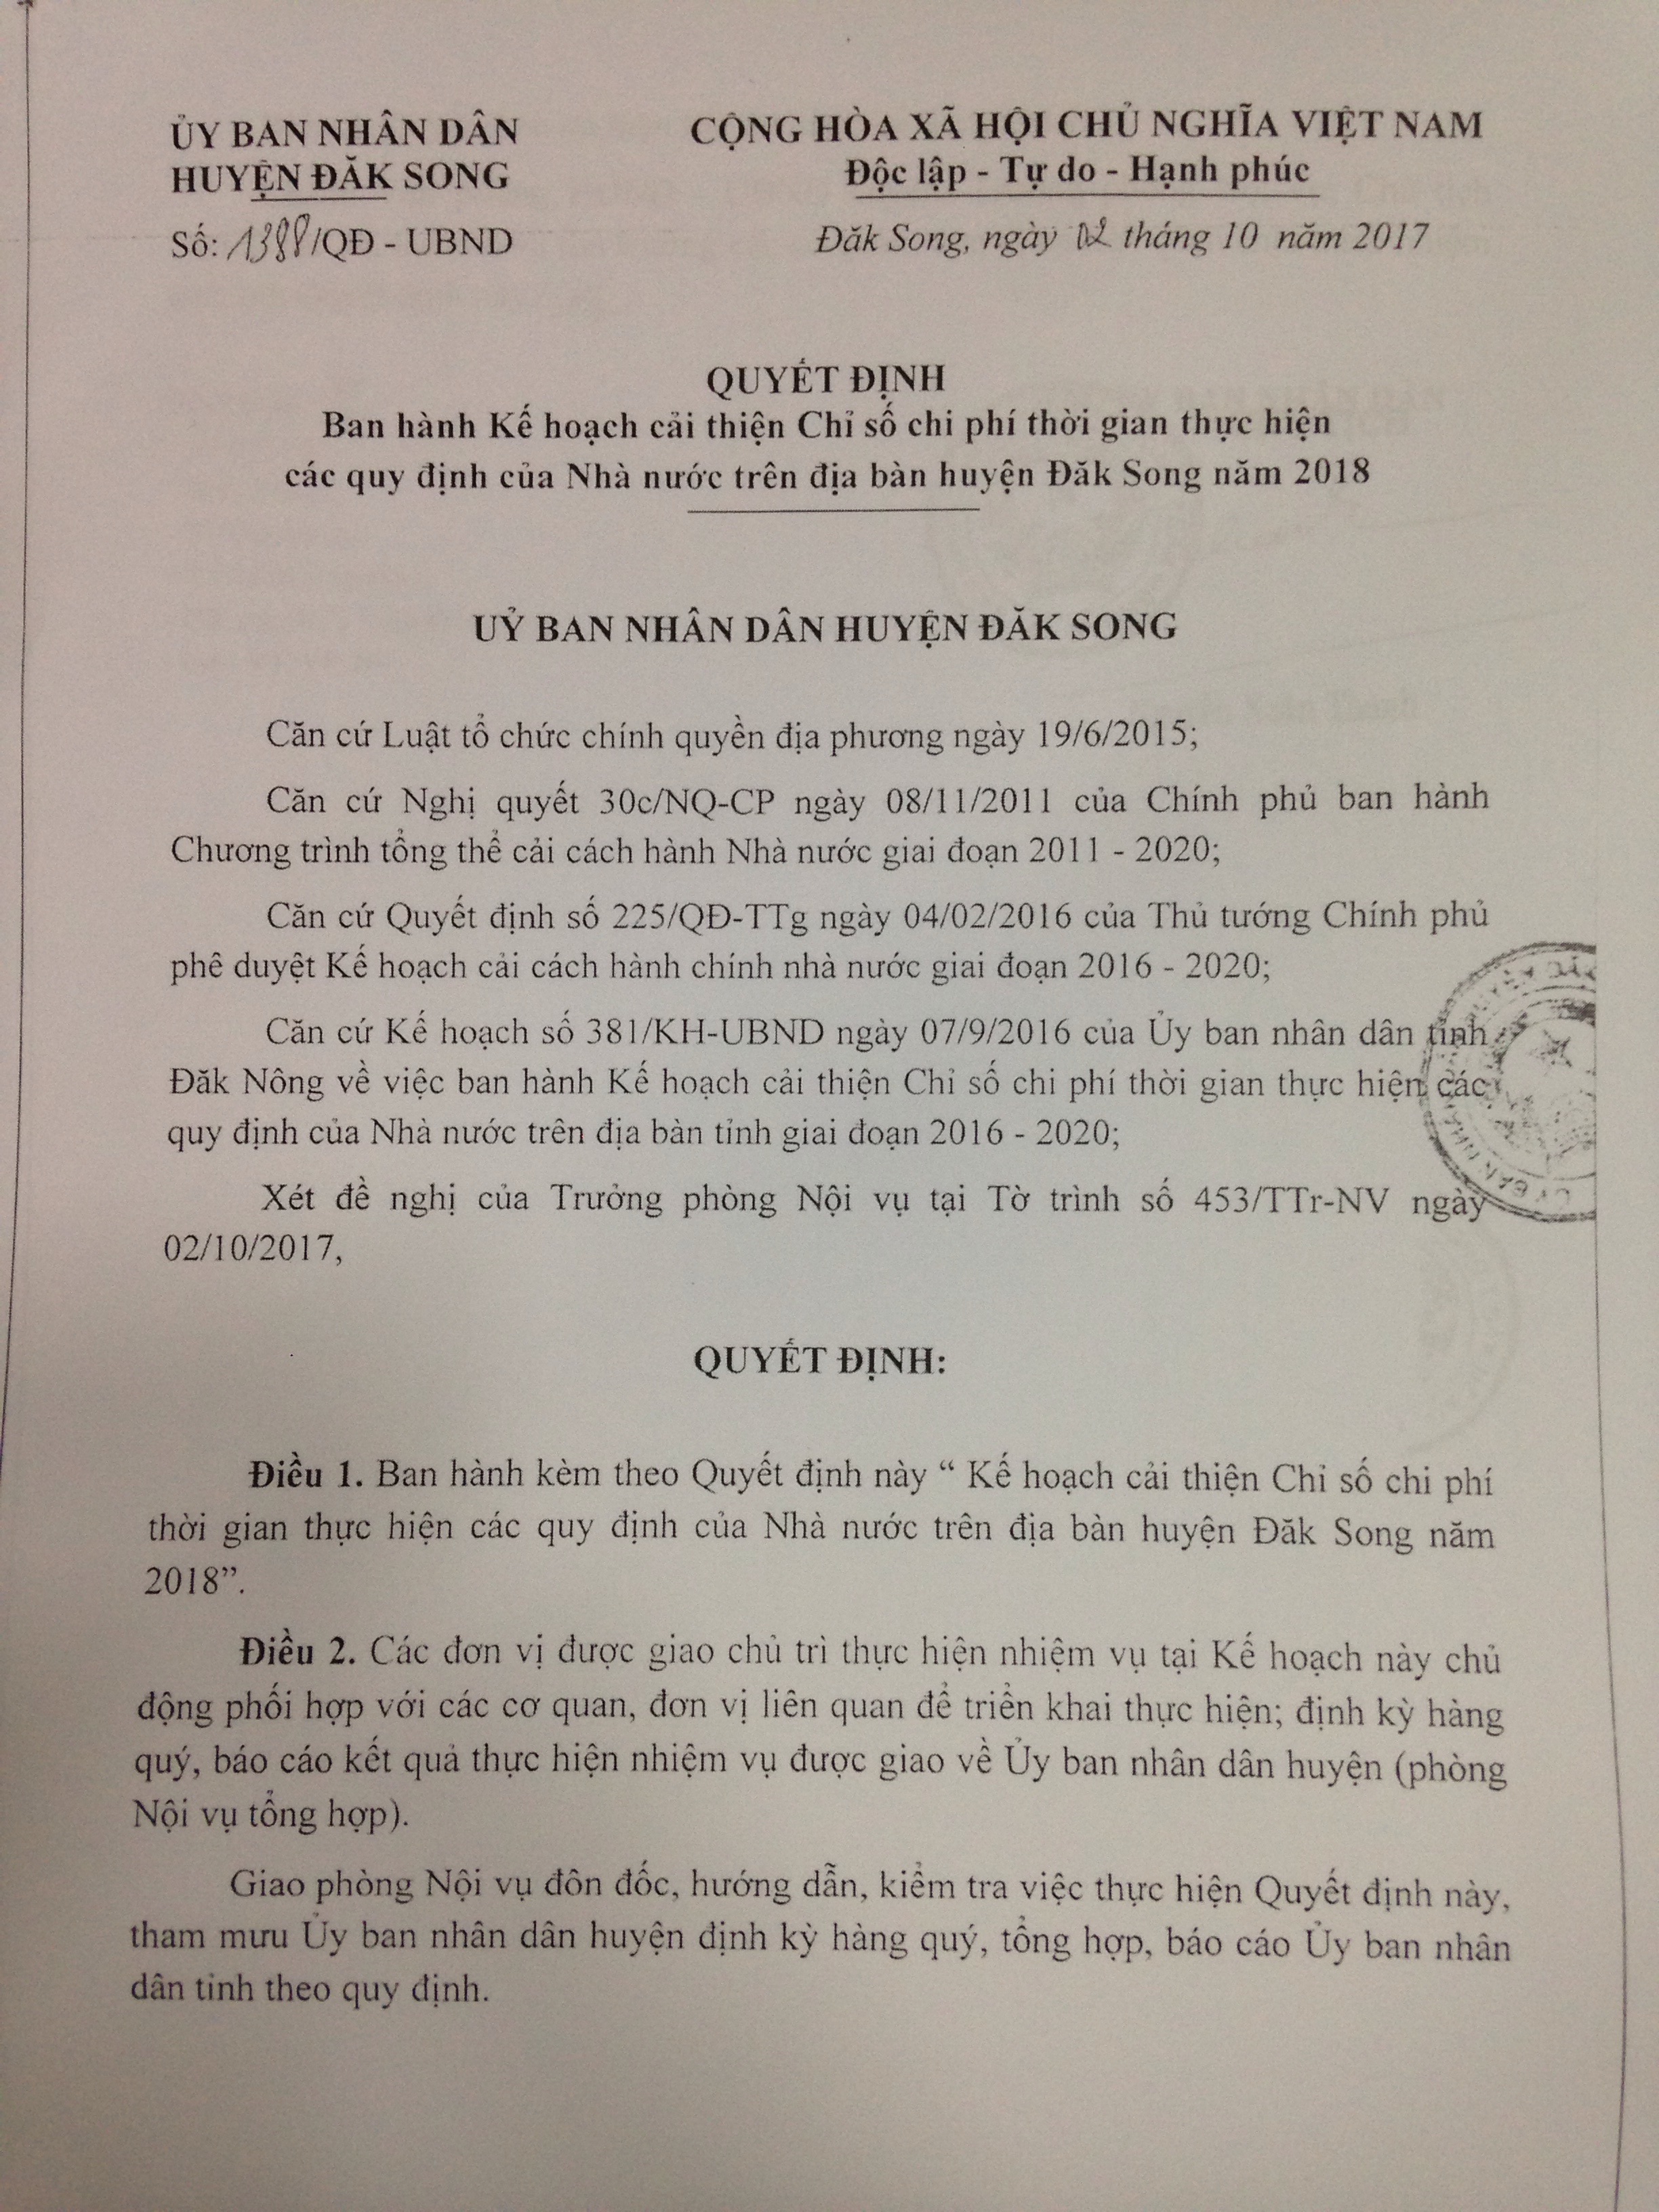 ỦY BAN NHÂN DÂN
HUYỆN ĐĂK SONG
Số: /QĐ - UBND
CỘNG HÒA XÃ HỘI CHỦ NGHĨA VIỆT NAM
Độc lập - Tự do - Hạnh phúc
Đăk Song, ngày 02 tháng 10 năm 2017
QUYẾT ĐỊNH
Ban hành Kế hoạch cải thiện Chỉ số chi phí thời gian thực hiện
các quy định của Nhà nước trên địa bàn huyện Đăk Song năm 2018
UỶ BAN NHÂN DÂN HUYỆN ĐĂK SONG
Căn cứ Luật tổ chức chính quyền địa phương ngày 19/6/2015;
Căn cứ Nghị quyết 30c/NQ-CP ngày 08/11/2011 của Chính phủ ban hành
Chương trình tổng thể cải cách hành Nhà nước giai đoạn 2011 - 2020;
Căn cứ Quyết định số 225/QĐ-TTg ngày 04/02/2016 của Thủ tướng Chính phủ
phê duyệt Kế hoạch cải cách hành chính nhà nước giai đoạn 2016 - 2020;
Căn cứ Kế hoạch số 381/KH-UBND ngày 07/9/2016 của Ủy ban nhân dân tỉnh
Đăk Nông về việc ban hành Kế hoạch cải thiện Chỉ số chi phí thời gian thực hiện các
quy định của Nhà nước trên địa bàn tỉnh giai đoạn 2016 - 2020;
Xét đề nghị của Trưởng phòng Nội vụ tại Tờ trình số 453/TTr-NV ngày
02/10/2017,
QUYẾT ĐỊNH:
Điều 1. Ban hành kèm theo Quyết định này “ Kế hoạch cải thiện Chỉ số chi phí
thời gian thực hiện các quy định của Nhà nước trên địa bàn huyện Đăk Song năm
2018”.
Điều 2. Các đơn vị được giao chủ trì thực hiện nhiệm vụ tại Kế hoạch này chủ
động phối hợp với các cơ quan, đơn vị liên quan để triển khai thực hiện; định kỳ hàng
quý, báo cáo kết quả thực hiện nhiệm vụ được giao về Ủy ban nhân dân huyện (phòng
Nội vụ tổng hợp).
Giao phòng Nội vụ đôn đốc, hướng dẫn, kiểm tra việc thực hiện Quyết định này,
tham mưu Ủy ban nhân dân huyện định kỳ hàng quý, tổng hợp, báo cáo Ủy ban nhân
dân tỉnh theo quy định.